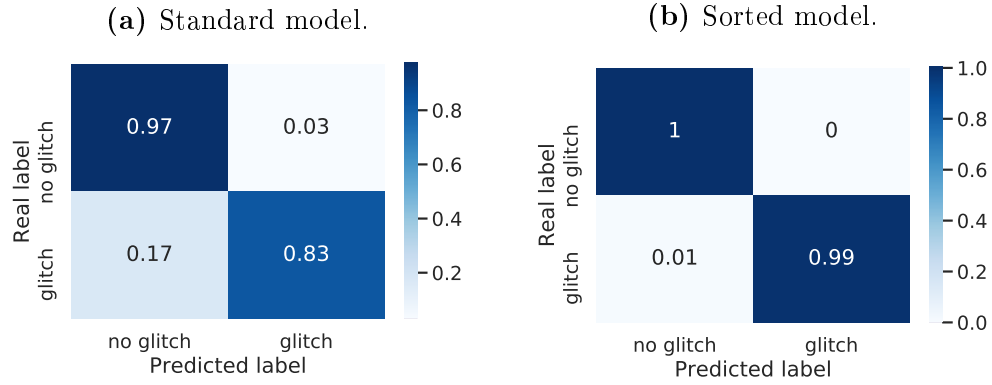 (a) Standard model.
0.97 0.03
0.17 0.83
0.8
0.6
0.4
0.2
Real label
no glitch
glitch
no glitch glitch
Predicted label
(b) Sorted model.
1 0
0.01 0.99
1.0
0.8
0.6
0.4
0.2
0.0
Real label
no glitch
glitch
no glitch glitch
Predicted label